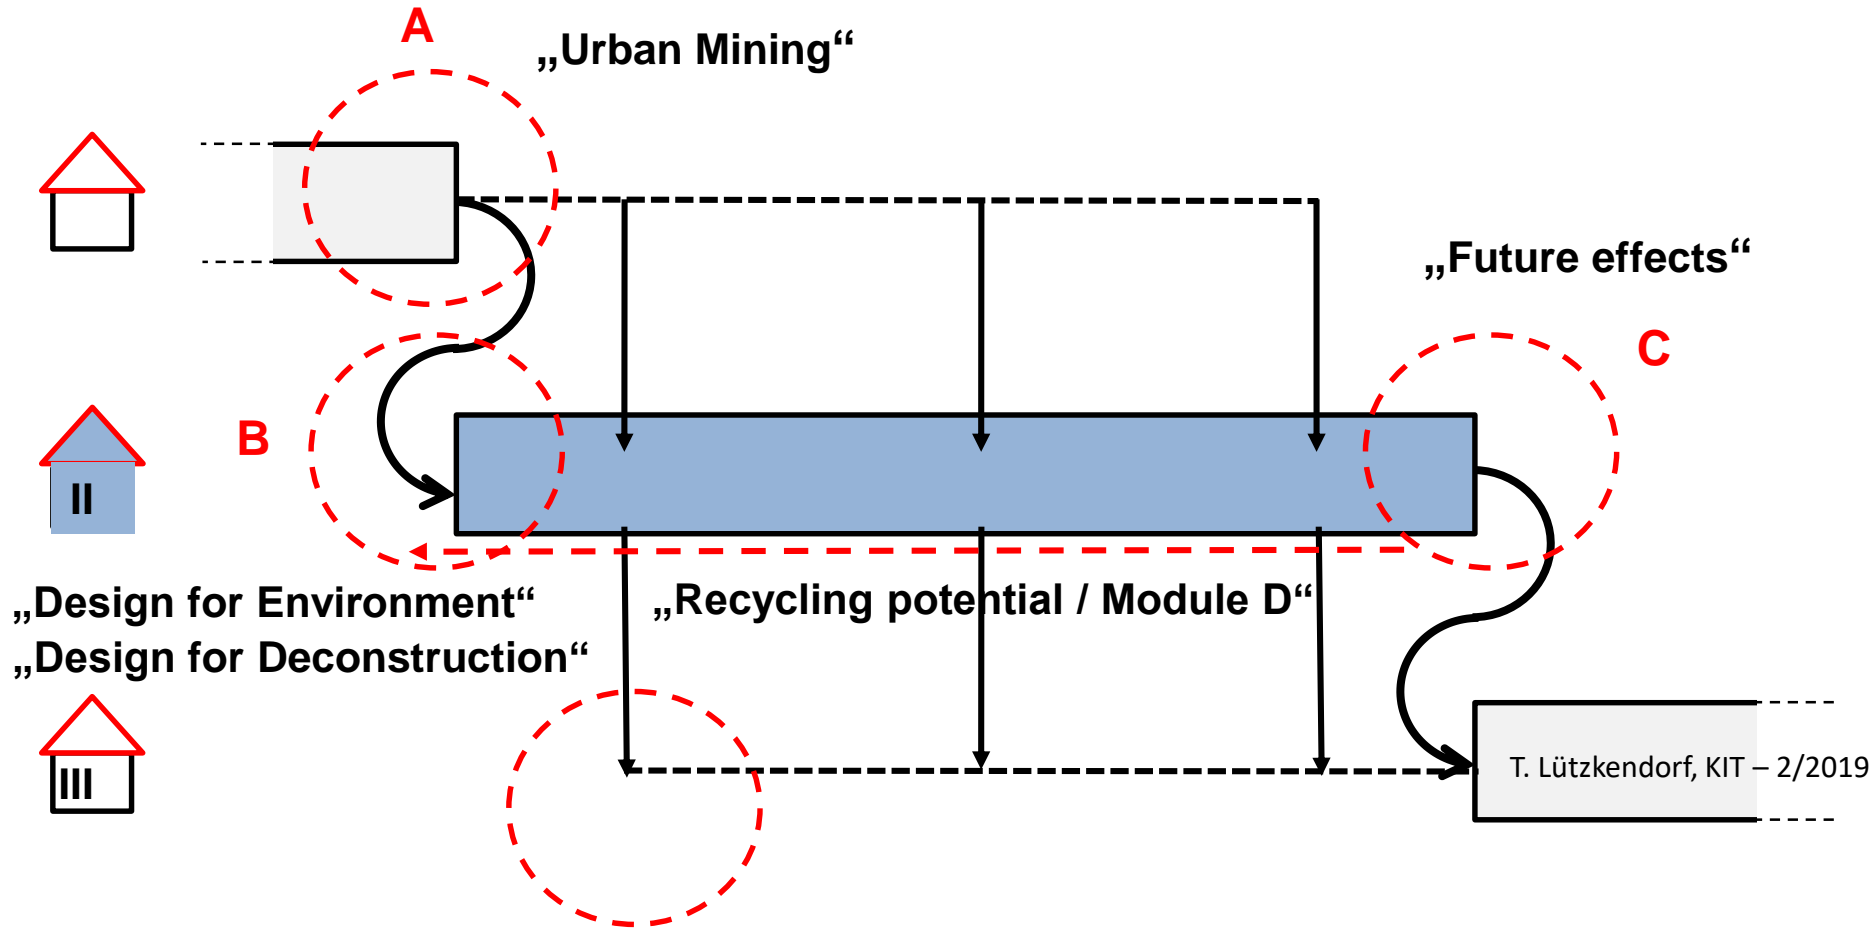 A
„Urban Mining“
„Future effects“
C
B
II
„Design for Environment“
„Recycling potential / Module D“
„Design for Deconstruction“
III
T. Lützkendorf, KIT – 2/2019